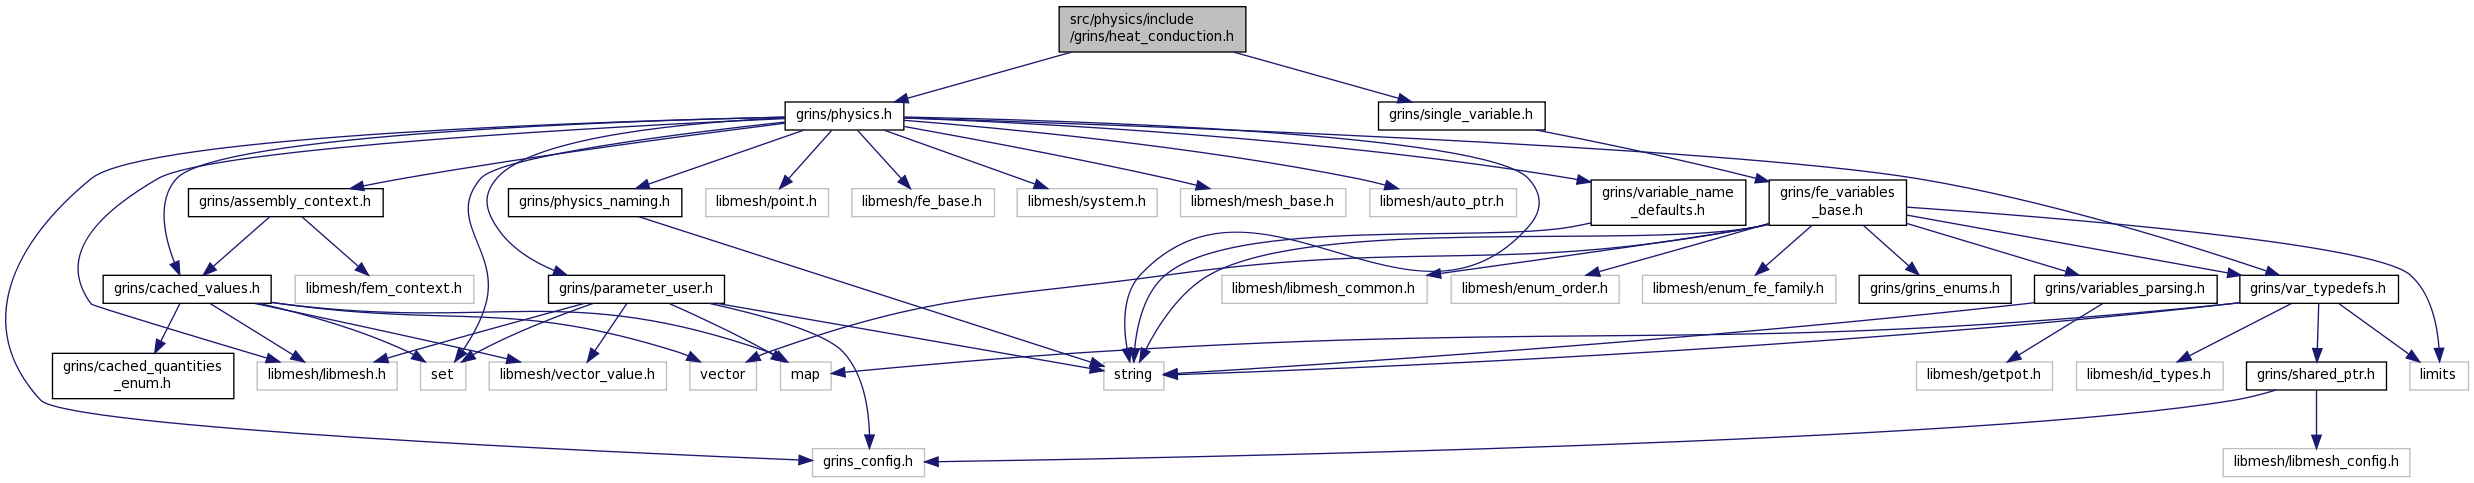 src/physics/include
/grins/heat_conduction.h
grins/physics.h
grins/single_variable.h
grins/assembly_context.h
grins/physics_naming.h
libmesh/point.h
libmesh/fe_base.h
libmesh/system.h
libmesh/mesh_base.h
libmesh/auto_ptr.h
grins/variable_name
_defaults.h
grins/fe_variables
_base.h
grins/cached_values.h
libmesh/fem_context.h
grins/parameter_user.h
libmesh/libmesh_common.h
libmesh/enum_order.h
libmesh/enum_fe_family.h
grins/grins_enums.h
grins/variables_parsing.h
grins/var_typedefs.h
grins/cached_quantities
_enum.h
libmesh/libmesh.h
set
libmesh/vector_value.h
vector
map
string
libmesh/getpot.h
libmesh/id_types.h
grins/shared_ptr.h
limits
grins_config.h
libmesh/libmesh_config.h